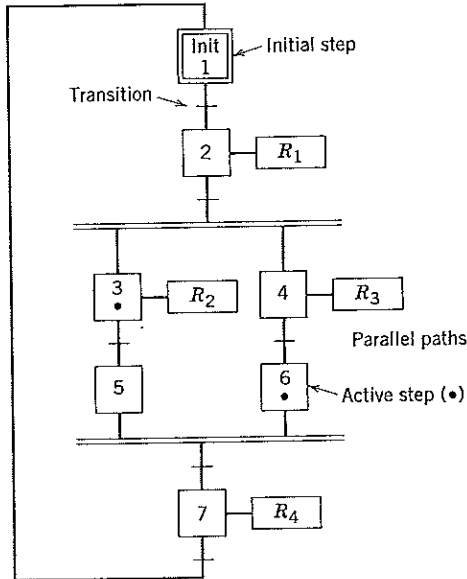 Init
1
Initial step
Transition
2
R₁
3
R₂
4
R₃
Parallel paths
5
6
Active step (•)
7
R₄